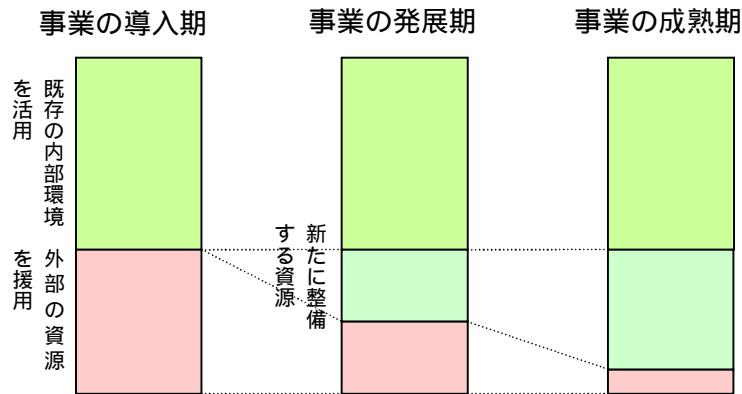 事業の導入期
事業の発展期
事業の成熟期
既存の内部環境
を活用
新たに整備
する資源
外部の資源
を援用